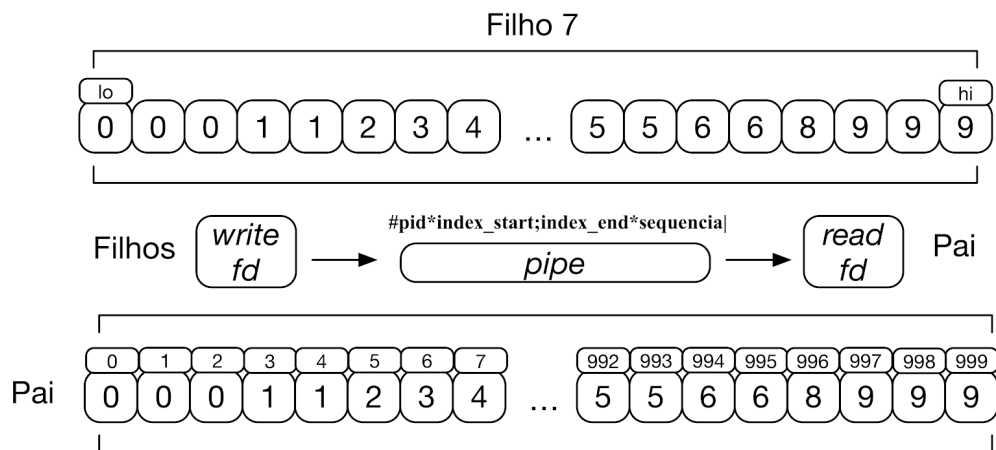 Filho 7
lo hi
0 0 0 1 1 2 3 4 ... 5 5 6 6 8 9 9 9
#pid*index_start;index_end*sequencia|
Filhos write fd pipe read fd Pai
0 1 2 3 4 5 6 7 992 993 994 995 996 997 998 999
Pai 0 0 0 1 1 2 3 4 ... 5 5 6 6 8 9 9 9